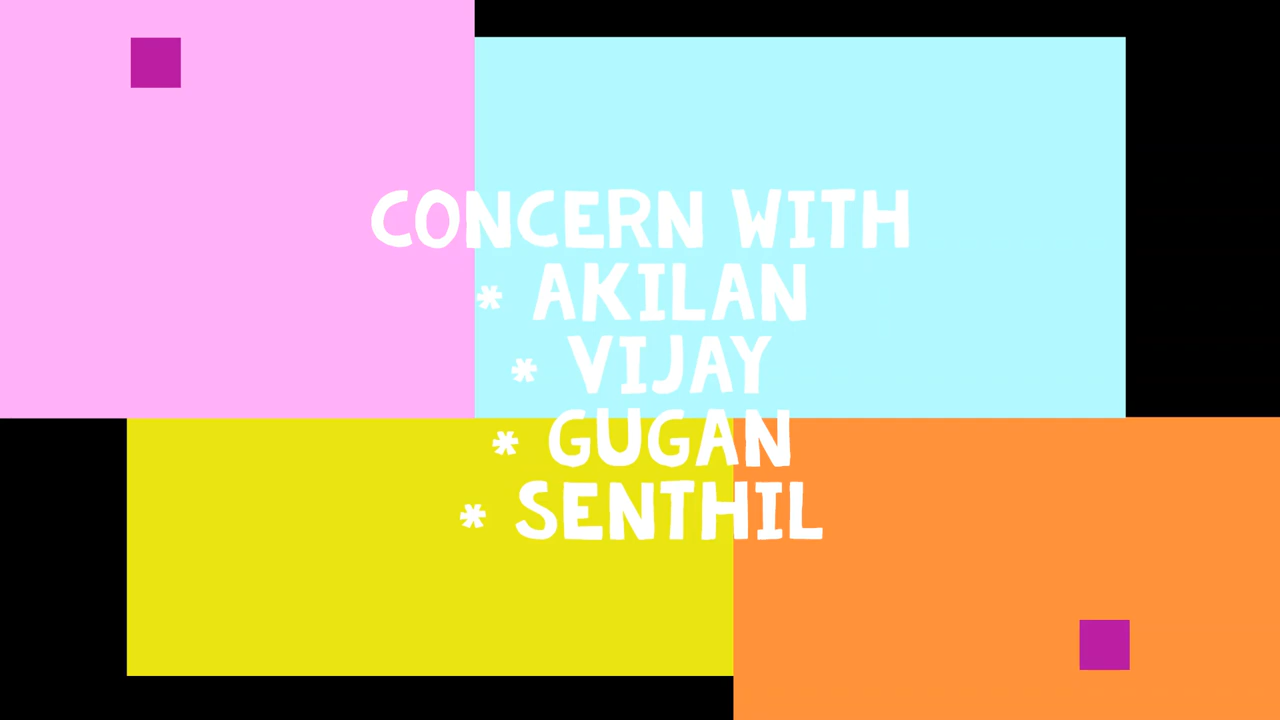 CONCERN WITH
* AKILAN
* VIJAY
* GUGAN
* SENTHIL